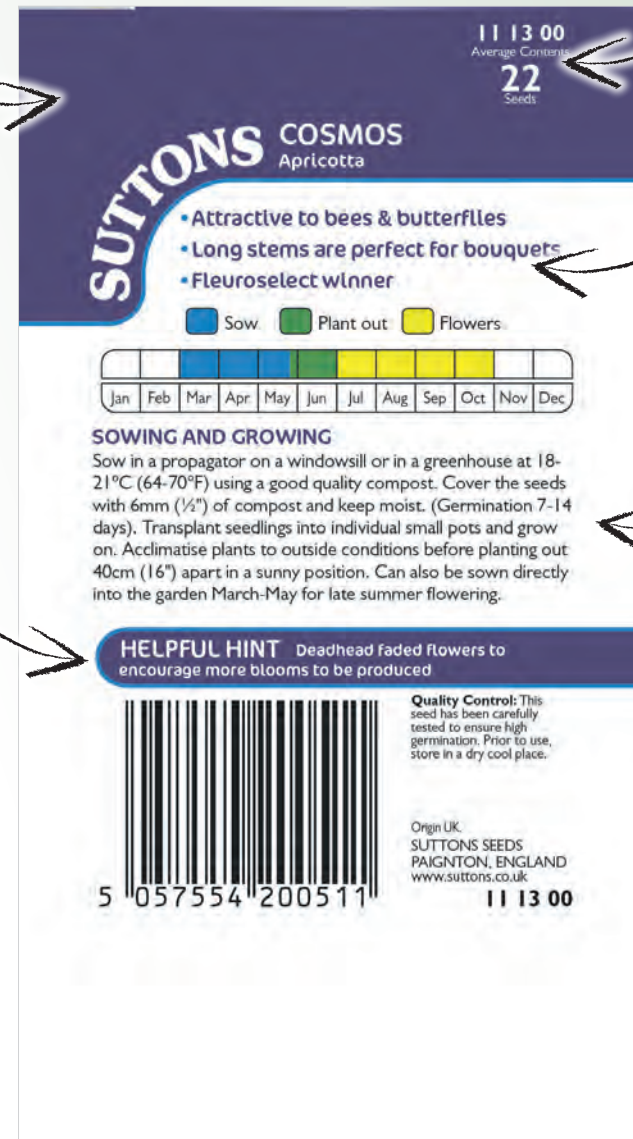 11 13 00
Average Contents
22
Seeds
SUTTONS
COSMOS
Apricotta
• Attractive to bees & butterflies
• Long stems are perfect for bouquets
• Fleuroselect winner
Sow Plant out Flowers
Jan Feb Mar Apr May Jun Jul Aug Sep Oct Nov Dec
SOWING AND GROWING
Sow in a propagator on a windowsill or in a greenhouse at 18-
21ºC (64-70ºF) using a good quality compost. Cover the seeds
with 6mm (½") of compost and keep moist. (Germination 7-14
days). Transplant seedlings into individual small pots and grow
on. Acclimatise plants to outside conditions before planting out
40cm (16") apart in a sunny position. Can also be sown directly
into the garden March-May for late summer flowering.
HELPFUL HINT Deadhead faded flowers to
encourage more blooms to be produced
Quality Control: This
seed has been carefully
tested to ensure high
germination. Prior to use,
store in a dry cool place.
Origin UK.
SUTTONS SEEDS
PAIGNTON, ENGLAND
www.suttons.co.uk
11 13 00
5 057554 200511